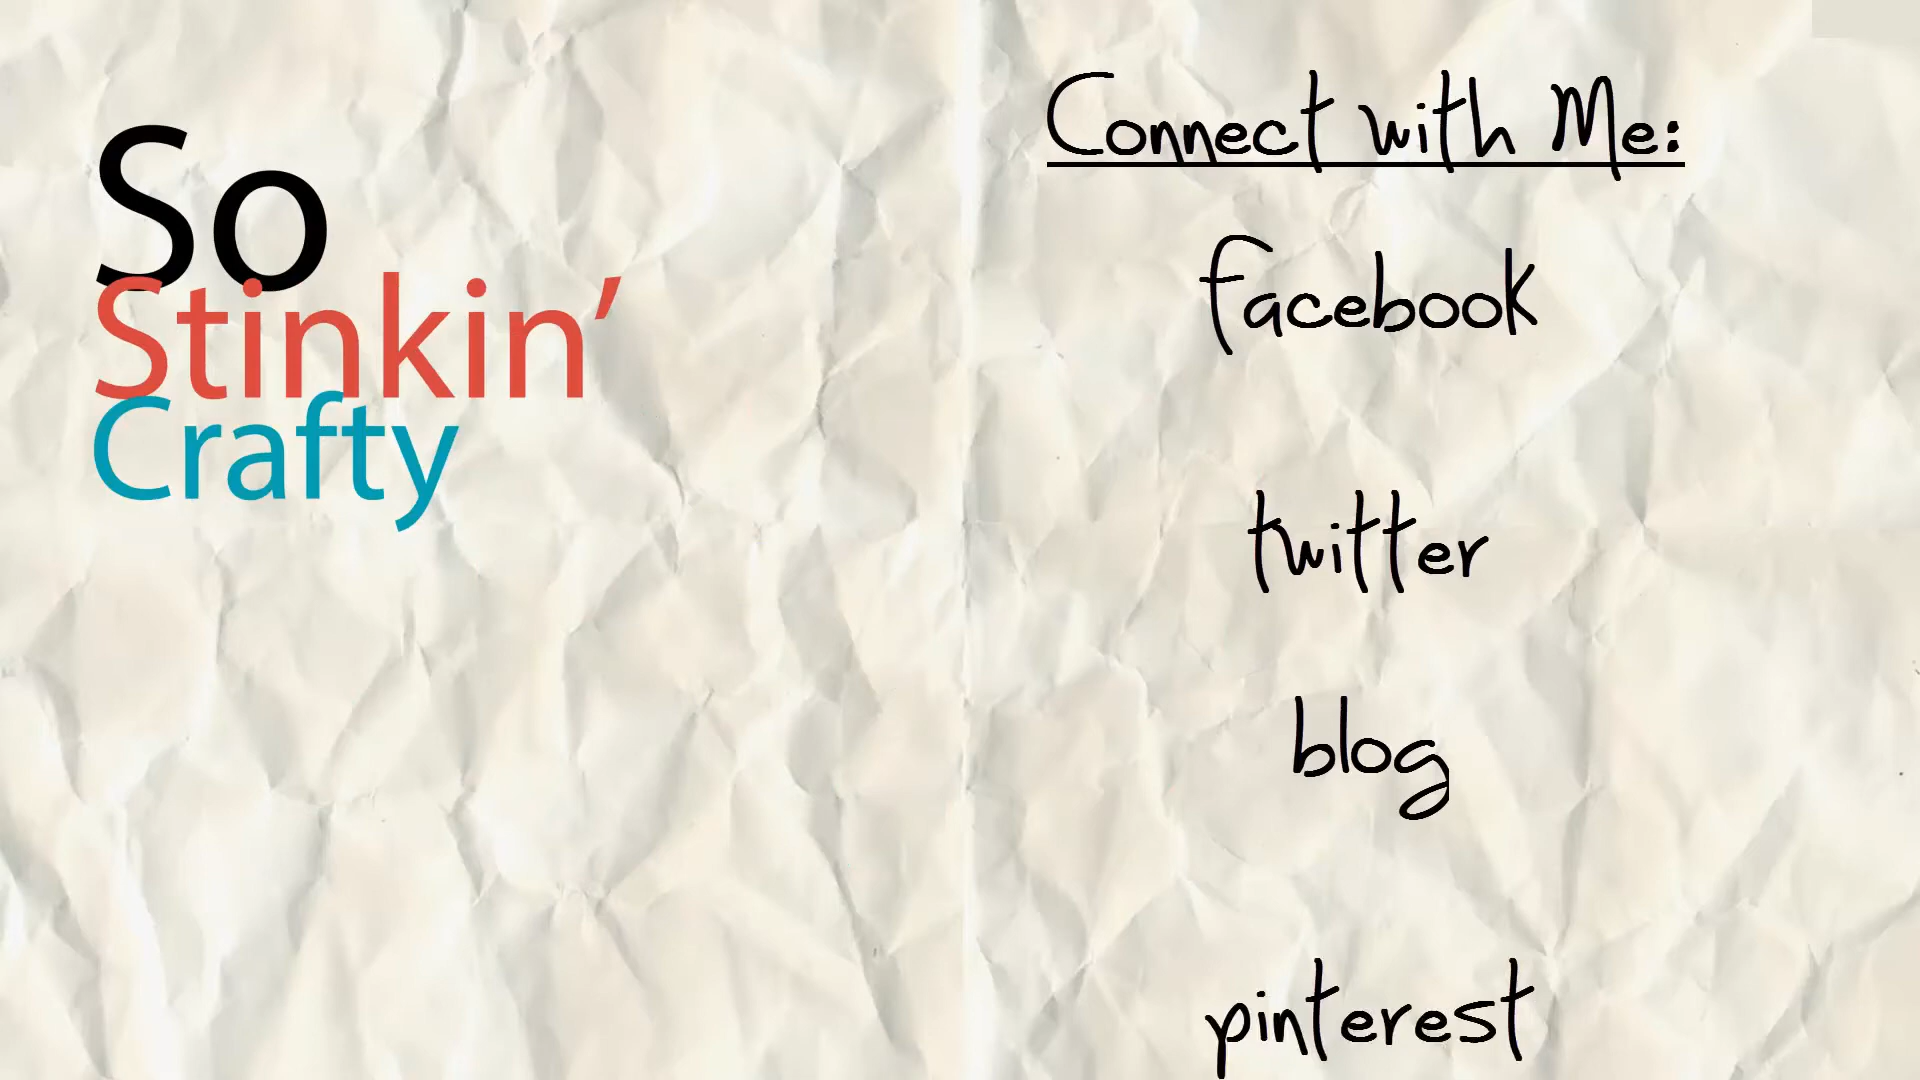 So
Stinkin’
Crafty
Connect with Me:
facebook
twitter
blog
pinterest